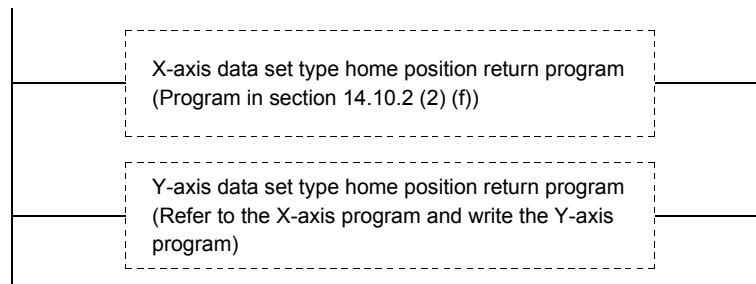 X-axis data set type home position return program
(Program in section 14.10.2 (2) (f))
Y-axis data set type home position return program
(Refer to the X-axis program and write the Y-axis
program)